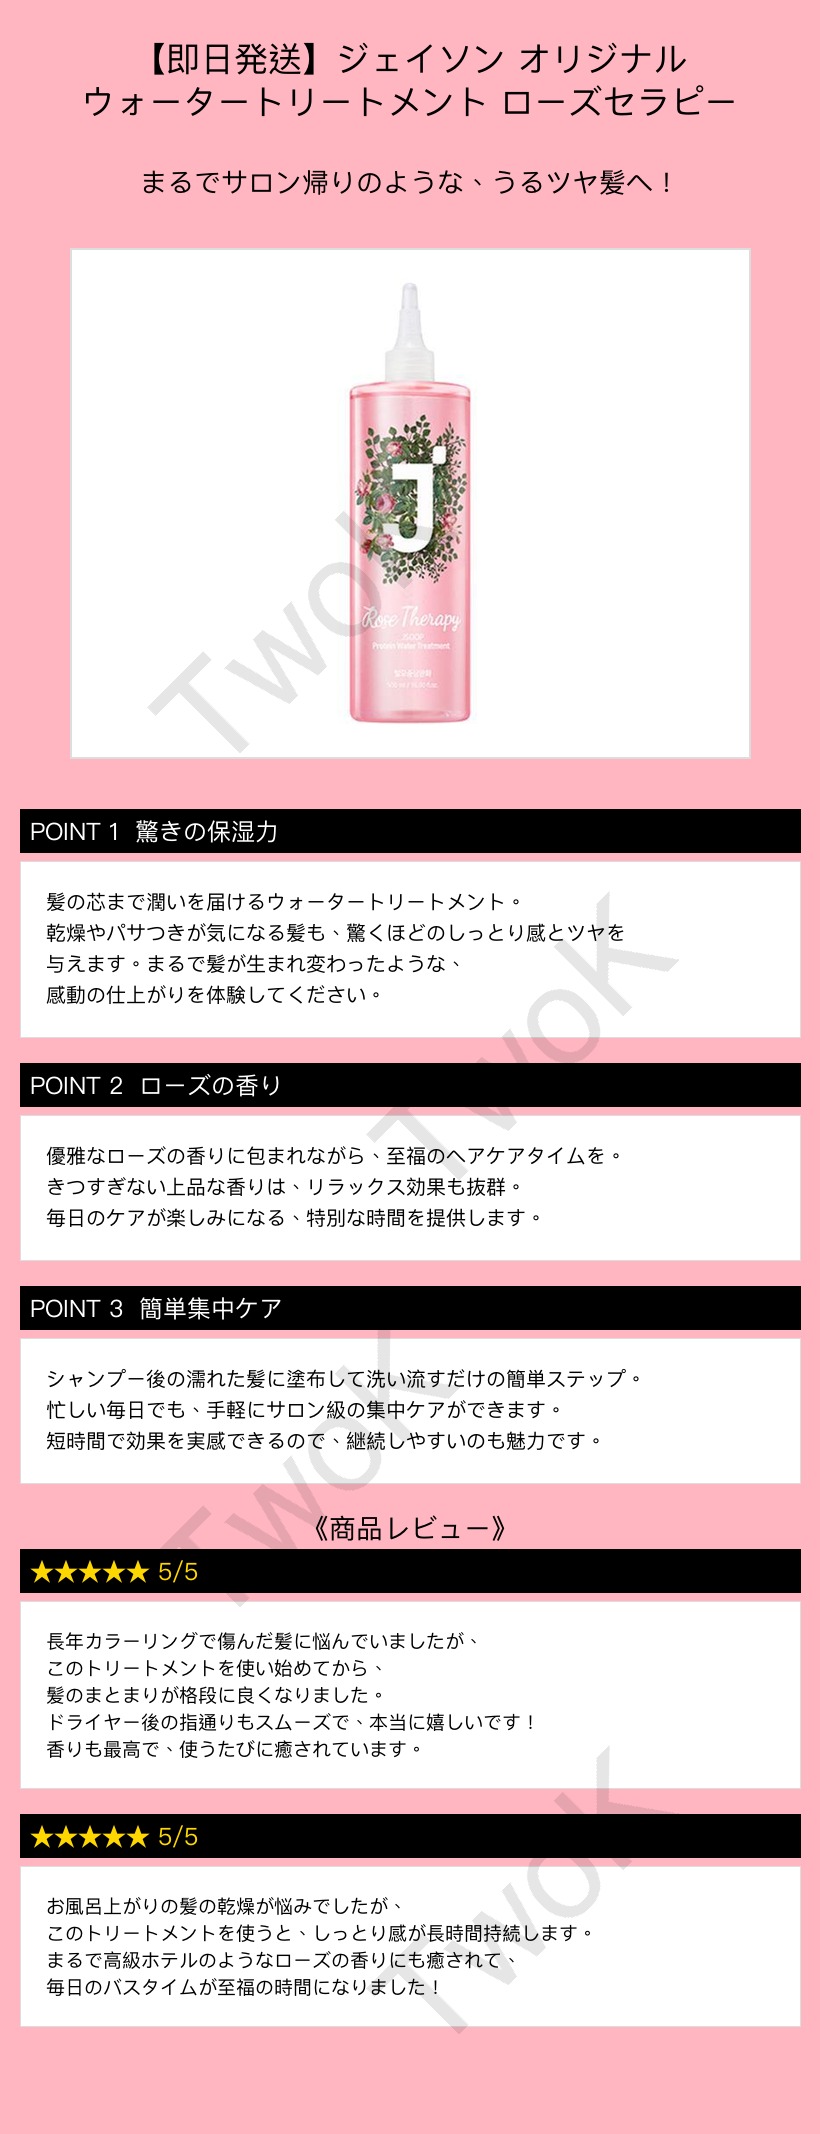 【即日発送】ジェイソン オリジナル
ウォータートリートメント ローズセラピー
まるでサロン帰りのような、うるツヤ髪へ！
J
Rose Therapy
JSOOP
Protein Water Treatment
TwoK
POINT 1 驚きの保湿力
髪の芯まで潤いを届けるウォータートリートメント。
乾燥やパサつきが気になる髪も、驚くほどのしっとり感とツヤを
与えます。まるで髪が生まれ変わったような、
感動の仕上がりを体験してください。
TwoK
POINT 2 ローズの香り
優雅なローズの香りに包まれながら、至福のヘアケアタイムを。
きつすぎない上品な香りは、リラックス効果も抜群。
毎日のケアが楽しみになる、特別な時間を提供します。
POINT 3 簡単集中ケア
シャンプー後の濡れた髪に塗布して洗い流すだけの簡単ステップ。
忙しい毎日でも、手軽にサロン級の集中ケアができます。
短時間で効果を実感できるので、継続しやすいのも魅力です。
TwoK
《商品レビュー》
★★★★★ 5/5
長年カラーリングで傷んだ髪に悩んでいましたが、
このトリートメントを使い始めてから、
髪のまとまりが格段に良くなりました。
ドライヤー後の指通りもスムーズで、本当に嬉しいです！
香りも最高で、使うたびに癒されています。
★★★★★ 5/5
お風呂上がりの髪の乾燥が悩みでしたが、
このトリートメントを使うと、しっとり感が長時間持続します。
まるで高級ホテルのようなローズの香りにも癒されて、
毎日のバスタイムが至福の時間になりました！
TwoK